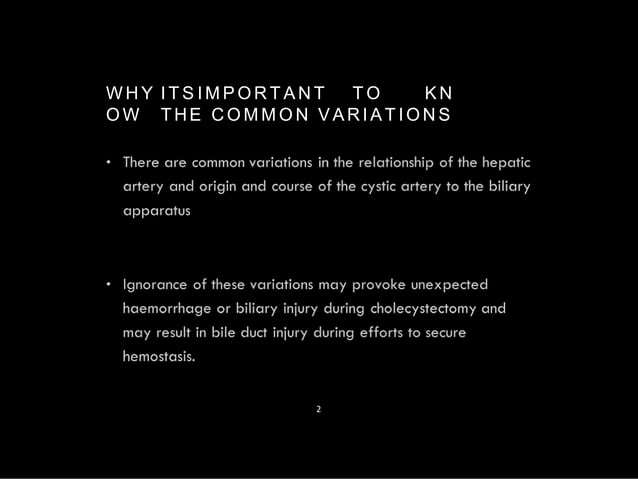 WHY ITS IMPORTANT TO KN
OW THE COMMON VARIATIONS
• There are common variations in the relationship of the hepatic
artery and origin and course of the cystic artery to the biliary
apparatus
• Ignorance of these variations may provoke unexpected
haemorrhage or biliary injury during cholecystectomy and
may result in bile duct injury during efforts to secure
hemostasis.
2